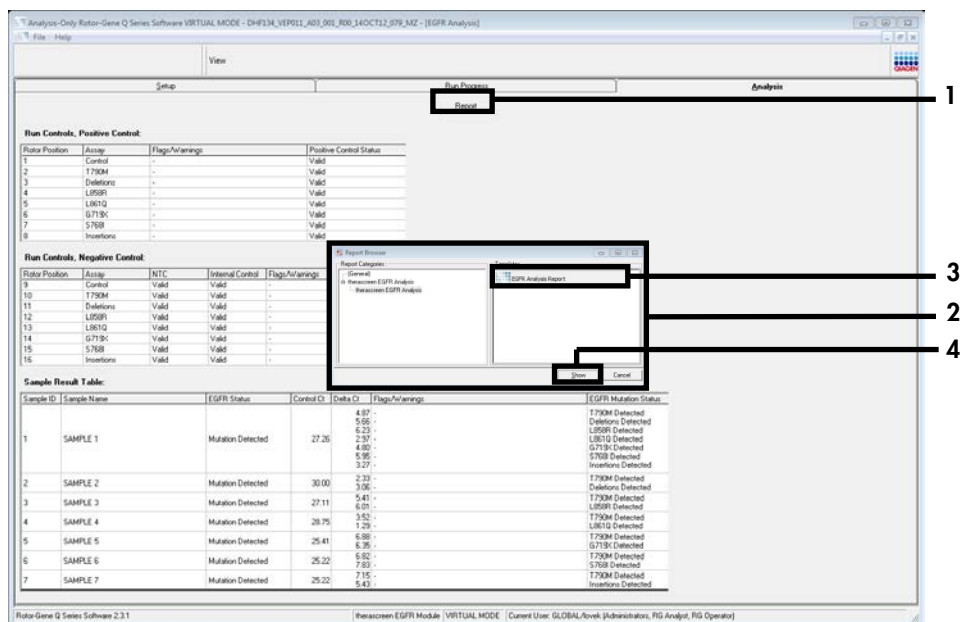 Analysis-Only Rotor-Gene Q Series Software VIRTUAL MODE - DHF134_VEP011_A03_001_R00_14OCT12_079_MZ - [EGFR Analysis]
File Help
View
QIAGEN
Setup Run Progress Analysis
Report
1
Run Controls, Positive Control:
Rotor Position Assay Flags/Warnings Positive Control Status
1 Control - Valid
2 T790M - Valid
3 Deletions - Valid
4 L858R - Valid
5 L861Q - Valid
6 G719X - Valid
7 S768I - Valid
8 Insertions - Valid
Run Controls, Negative Control:
Rotor Position Assay NTC Internal Control Flags/Warnings
9 Control Valid Valid -
10 T790M Valid Valid -
11 Deletions Valid Valid -
12 L858R Valid Valid -
13 L861Q Valid Valid -
14 G719X Valid Valid -
15 S768I Valid Valid -
16 Insertions Valid Valid -
Report Browser
Report Categories: Templates
(General)
therascreen EGFR Analysis
therascreen EGFR Analysis
EGFR Analysis Report
Show Cancel
3
2
4
Sample Result Table:
Sample ID Sample Name EGFR Status Control Ct Delta Ct Flags/Warnings EGFR Mutation Status
1 SAMPLE 1 Mutation Detected 27.26
4.87 - T790M Detected
5.66 - Deletions Detected
6.23 - L858R Detected
2.97 - L861Q Detected
4.80 - G719X Detected
5.95 - S768I Detected
3.27 - Insertions Detected
2 SAMPLE 2 Mutation Detected 30.00
2.33 - T790M Detected
3.06 - Deletions Detected
3 SAMPLE 3 Mutation Detected 27.11
5.41 - T790M Detected
6.01 - L858R Detected
4 SAMPLE 4 Mutation Detected 28.75
3.52 - T790M Detected
1.29 - L861Q Detected
5 SAMPLE 5 Mutation Detected 25.41
6.88 - T790M Detected
6.35 - G719X Detected
6 SAMPLE 6 Mutation Detected 25.22
6.82 - T790M Detected
7.83 - S768I Detected
7 SAMPLE 7 Mutation Detected 25.22
7.15 - T790M Detected
5.43 - Insertions Detected
Rotor-Gene Q Series Software 2.3.1 therascreen EGFR Module VIRTUAL MODE Current User: GLOBAL/lovek (Administrators, RG Analyst, RG Operator)